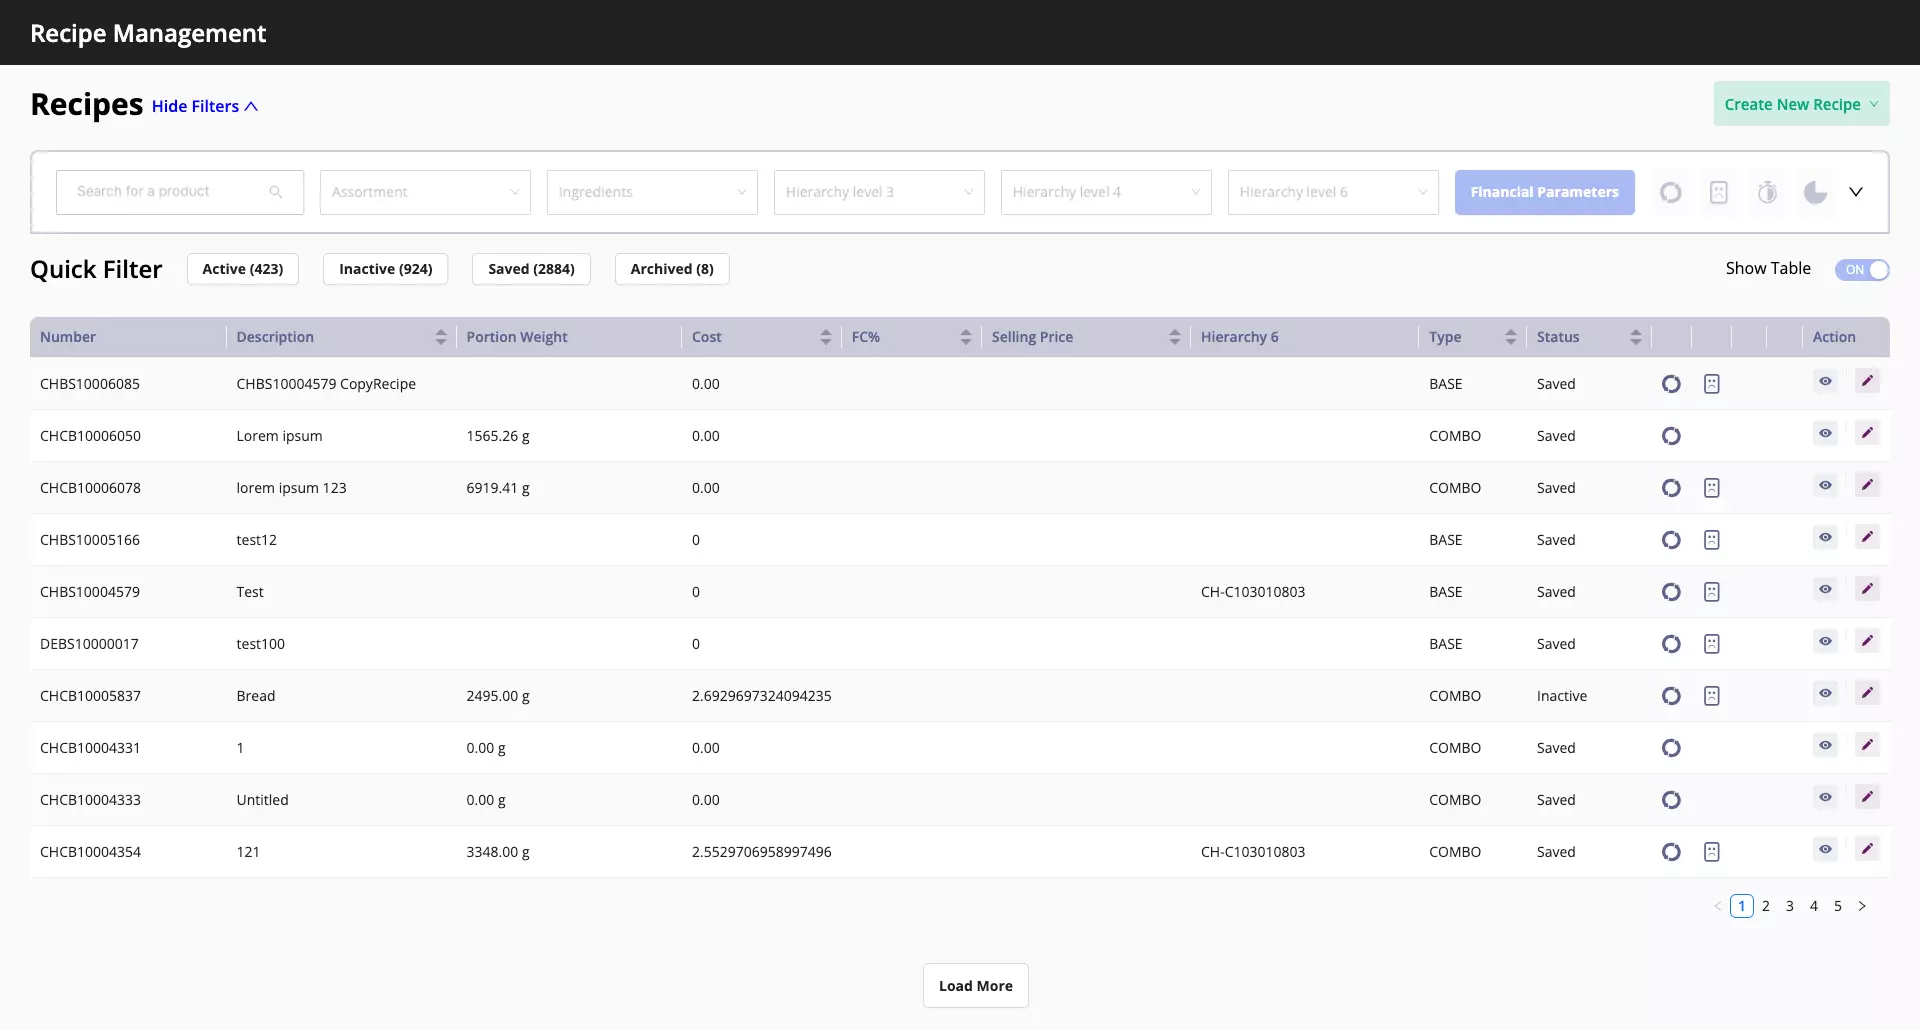 Recipe Management
Recipes Hide Filters
Create New Recipe
Search for a product Assortment Ingredients Hierarchy level 3 Hierarchy level 4 Hierarchy level 6 Financial Parameters
Quick Filter Active (423) Inactive (924) Saved (2884) Archived (8) Show Table ON
Number Description Portion Weight Cost FC% Selling Price Hierarchy 6 Type Status Action
CHBS10006085 CHBS10004579 CopyRecipe 0.00 BASE Saved
CHCB10006050 Lorem ipsum 1565.26 g 0.00 COMBO Saved
CHCB10006078 lorem ipsum 123 6919.41 g 0.00 COMBO Saved
CHBS10005166 test12 0 BASE Saved
CHBS10004579 Test 0 CH-C103010803 BASE Saved
DEBS10000017 test100 0 BASE Saved
CHCB10005837 Bread 2495.00 g 2.6929697324094235 COMBO Inactive
CHCB10004331 1 0.00 g 0.00 COMBO Saved
CHCB10004333 Untitled 0.00 g 0.00 COMBO Saved
CHCB10004354 121 3348.00 g 2.5529706958997496 CH-C103010803 COMBO Saved
< 1 2 3 4 5 >
Load More